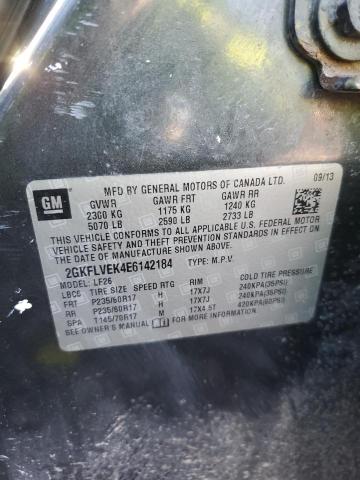 GM
MFD BY GENERAL MOTORS OF CANADA LTD.
09/13
GVWR GAWR FRT GAWR RR
2300 KG 1175 KG 1240 KG
5070 LB 2590 LB 2733 LB
THIS VEHICLE CONFORMS TO ALL APPLICABLE U.S. FEDERAL MOTOR
VEHICLE SAFETY, BUMPER, AND THEFT PREVENTION STANDARDS IN
EFFECT ON THE DATE OF MANUFACTURE SHOWN ABOVE.
2GKFLVEK4E6142184 TYPE: M.P.V.
MODEL: LF26
TIRE SIZE SPEED RTG RIM COLD TIRE PRESSURE
FRT P235/60R17 H 17X7J 240KPA(35PSI)
RR P235/60R17 H 17X7J 240KPA(35PSI)
SPA T145/70R17 M 17X4.5T 420KPA(60PSI)
SEE OWNER'S MANUAL FOR MORE INFORMATION.